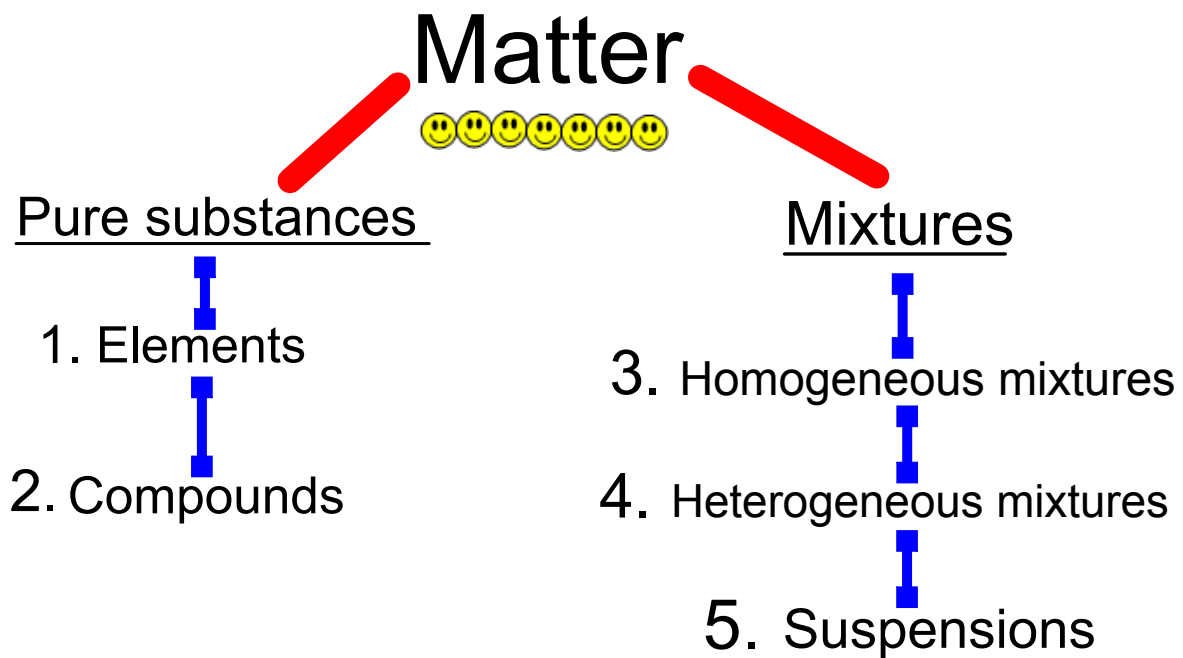 Matter
Pure substances
Mixtures
1. Elements
3. Homogeneous mixtures
2. Compounds
4. Heterogeneous mixtures
5. Suspensions